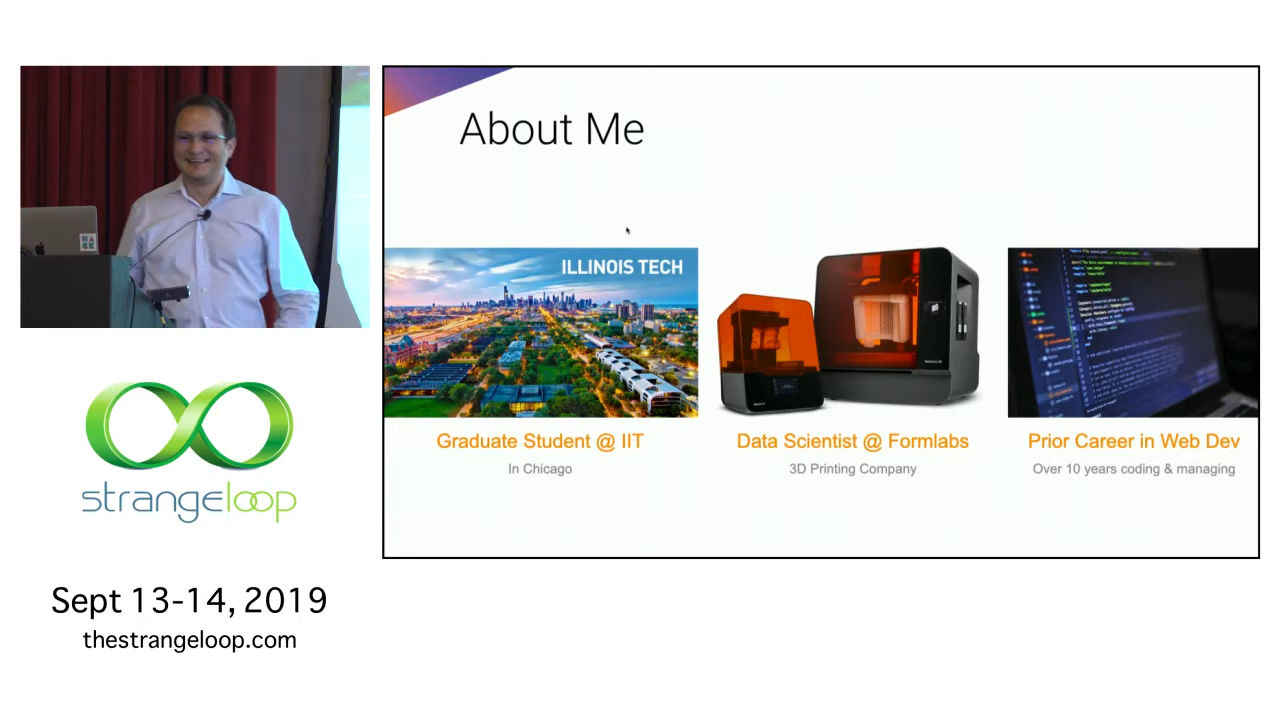 About Me
ILLINOIS TECH
Graduate Student @ IIT
In Chicago
Data Scientist @ Formlabs
3D Printing Company
Prior Career in Web Dev
Over 10 years coding & managing
strangeloop
Sept 13-14, 2019
thestrangeloop.com